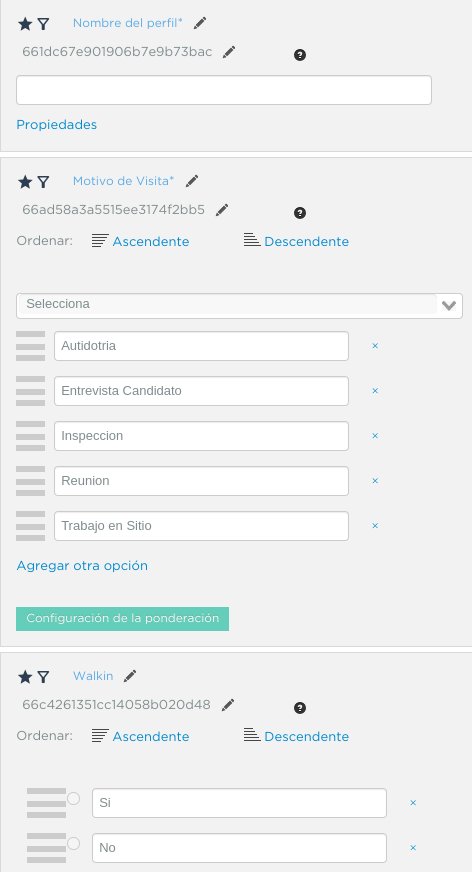 Nombre del perfil*
661dc67e901906b7e9b73bac
?
Propiedades
Motivo de Visita*
66ad58a3a5515ee3174f2bb5
?
Ordenar: Ascendente Descendente
Selecciona
Autidotria ×
Entrevista Candidato ×
Inspeccion ×
Reunion ×
Trabajo en Sitio ×
Agregar otra opción
Configuración de la ponderación
Walkin
66c4261351cc14058b020d48
?
Ordenar: Ascendente Descendente
Si ×
No ×